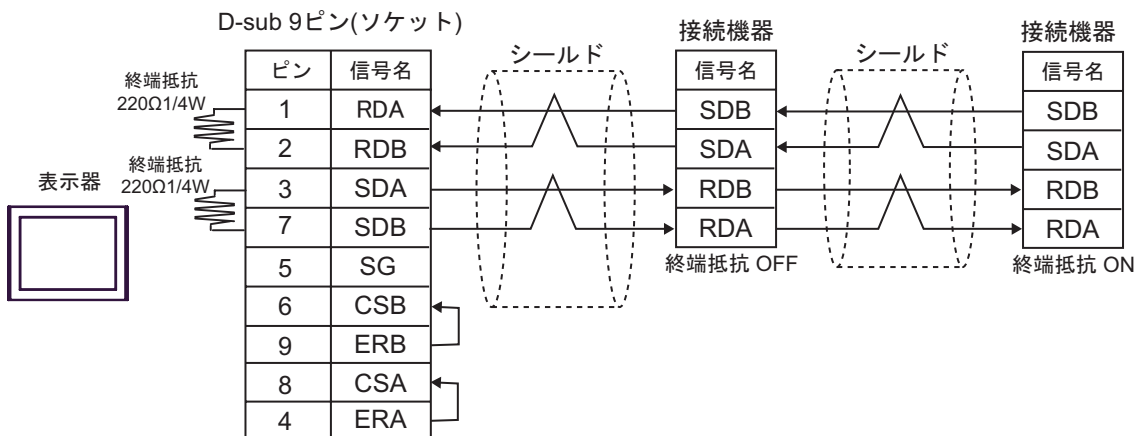 D-sub 9ピン(ソケット)
表示器
終端抵抗
220Ω1/4W
終端抵抗
220Ω1/4W
ピン 信号名
1 RDA
2 RDB
3 SDA
7 SDB
5 SG
6 CSB
9 ERB
8 CSA
4 ERA
シールド
接続機器
信号名
SDB
SDA
RDB
RDA
終端抵抗 OFF
シールド
接続機器
信号名
SDB
SDA
RDB
RDA
終端抵抗 ON